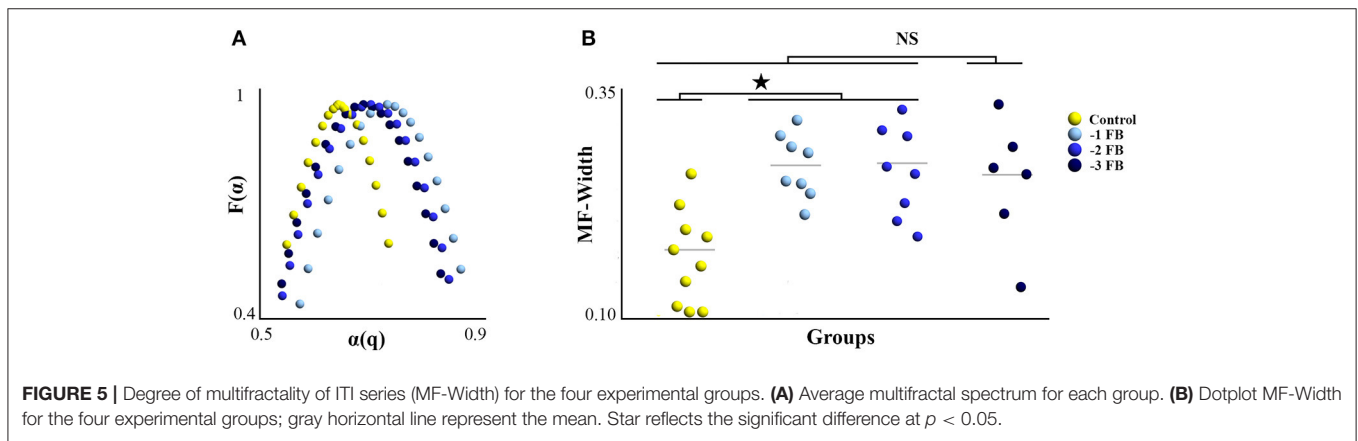 A
1
F(α)
0.4
0.5
α(q)
0.9
B
NS
0.35
MF-Width
0.10
Groups
Control
-1 FB
-2 FB
-3 FB
FIGURE 5 | Degree of multifractality of ITI series (MF-Width) for the four experimental groups. (A) Average multifractal spectrum for each group. (B) Dotplot MF-Width
for the four experimental groups; gray horizontal line represent the mean. Star reflects the significant difference at p < 0.05.